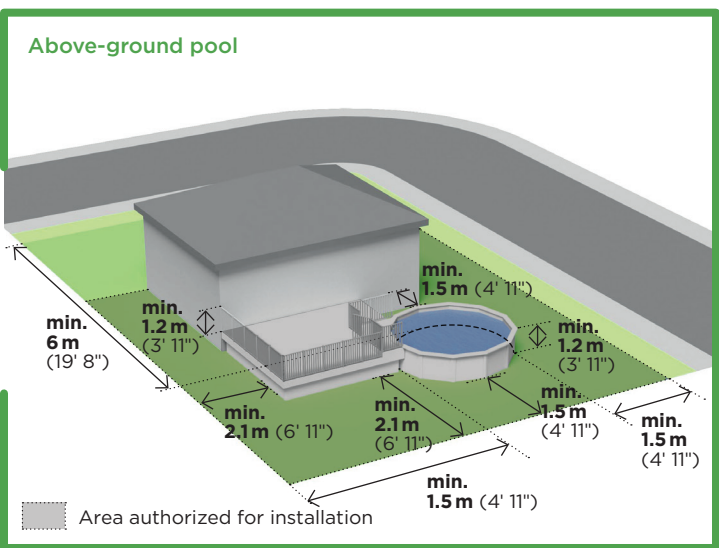 Above-ground pool
min.
1.5 m (4' 11")
min.
1.2 m
(3' 11")
min.
6 m
(19' 8")
min.
1.2 m
(3' 11")
min.
2.1 m (6' 11")
min.
2.1 m
(6' 11")
min.
1.5 m
(4' 11")
min.
1.5 m
(4' 11")
min.
1.5 m (4' 11")
Area authorized for installation